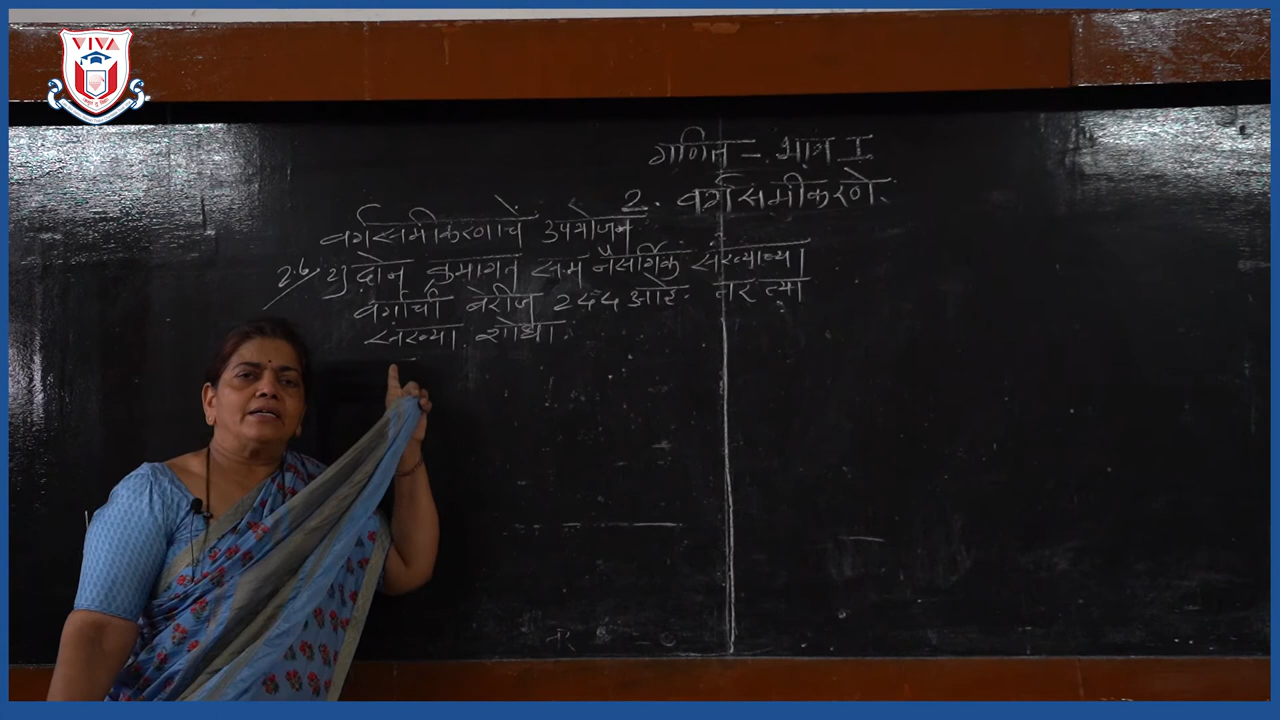 VIVA
गणित - भाग I
2. वर्गसमीकरणे.
वर्गसमीकरणाचे उपयोजन
2.6 दोन क्रमागत सम नैसर्गिक संख्याच्या
वर्गाची बेरीज 244 आहे. तर त्या
संख्या शोधा.